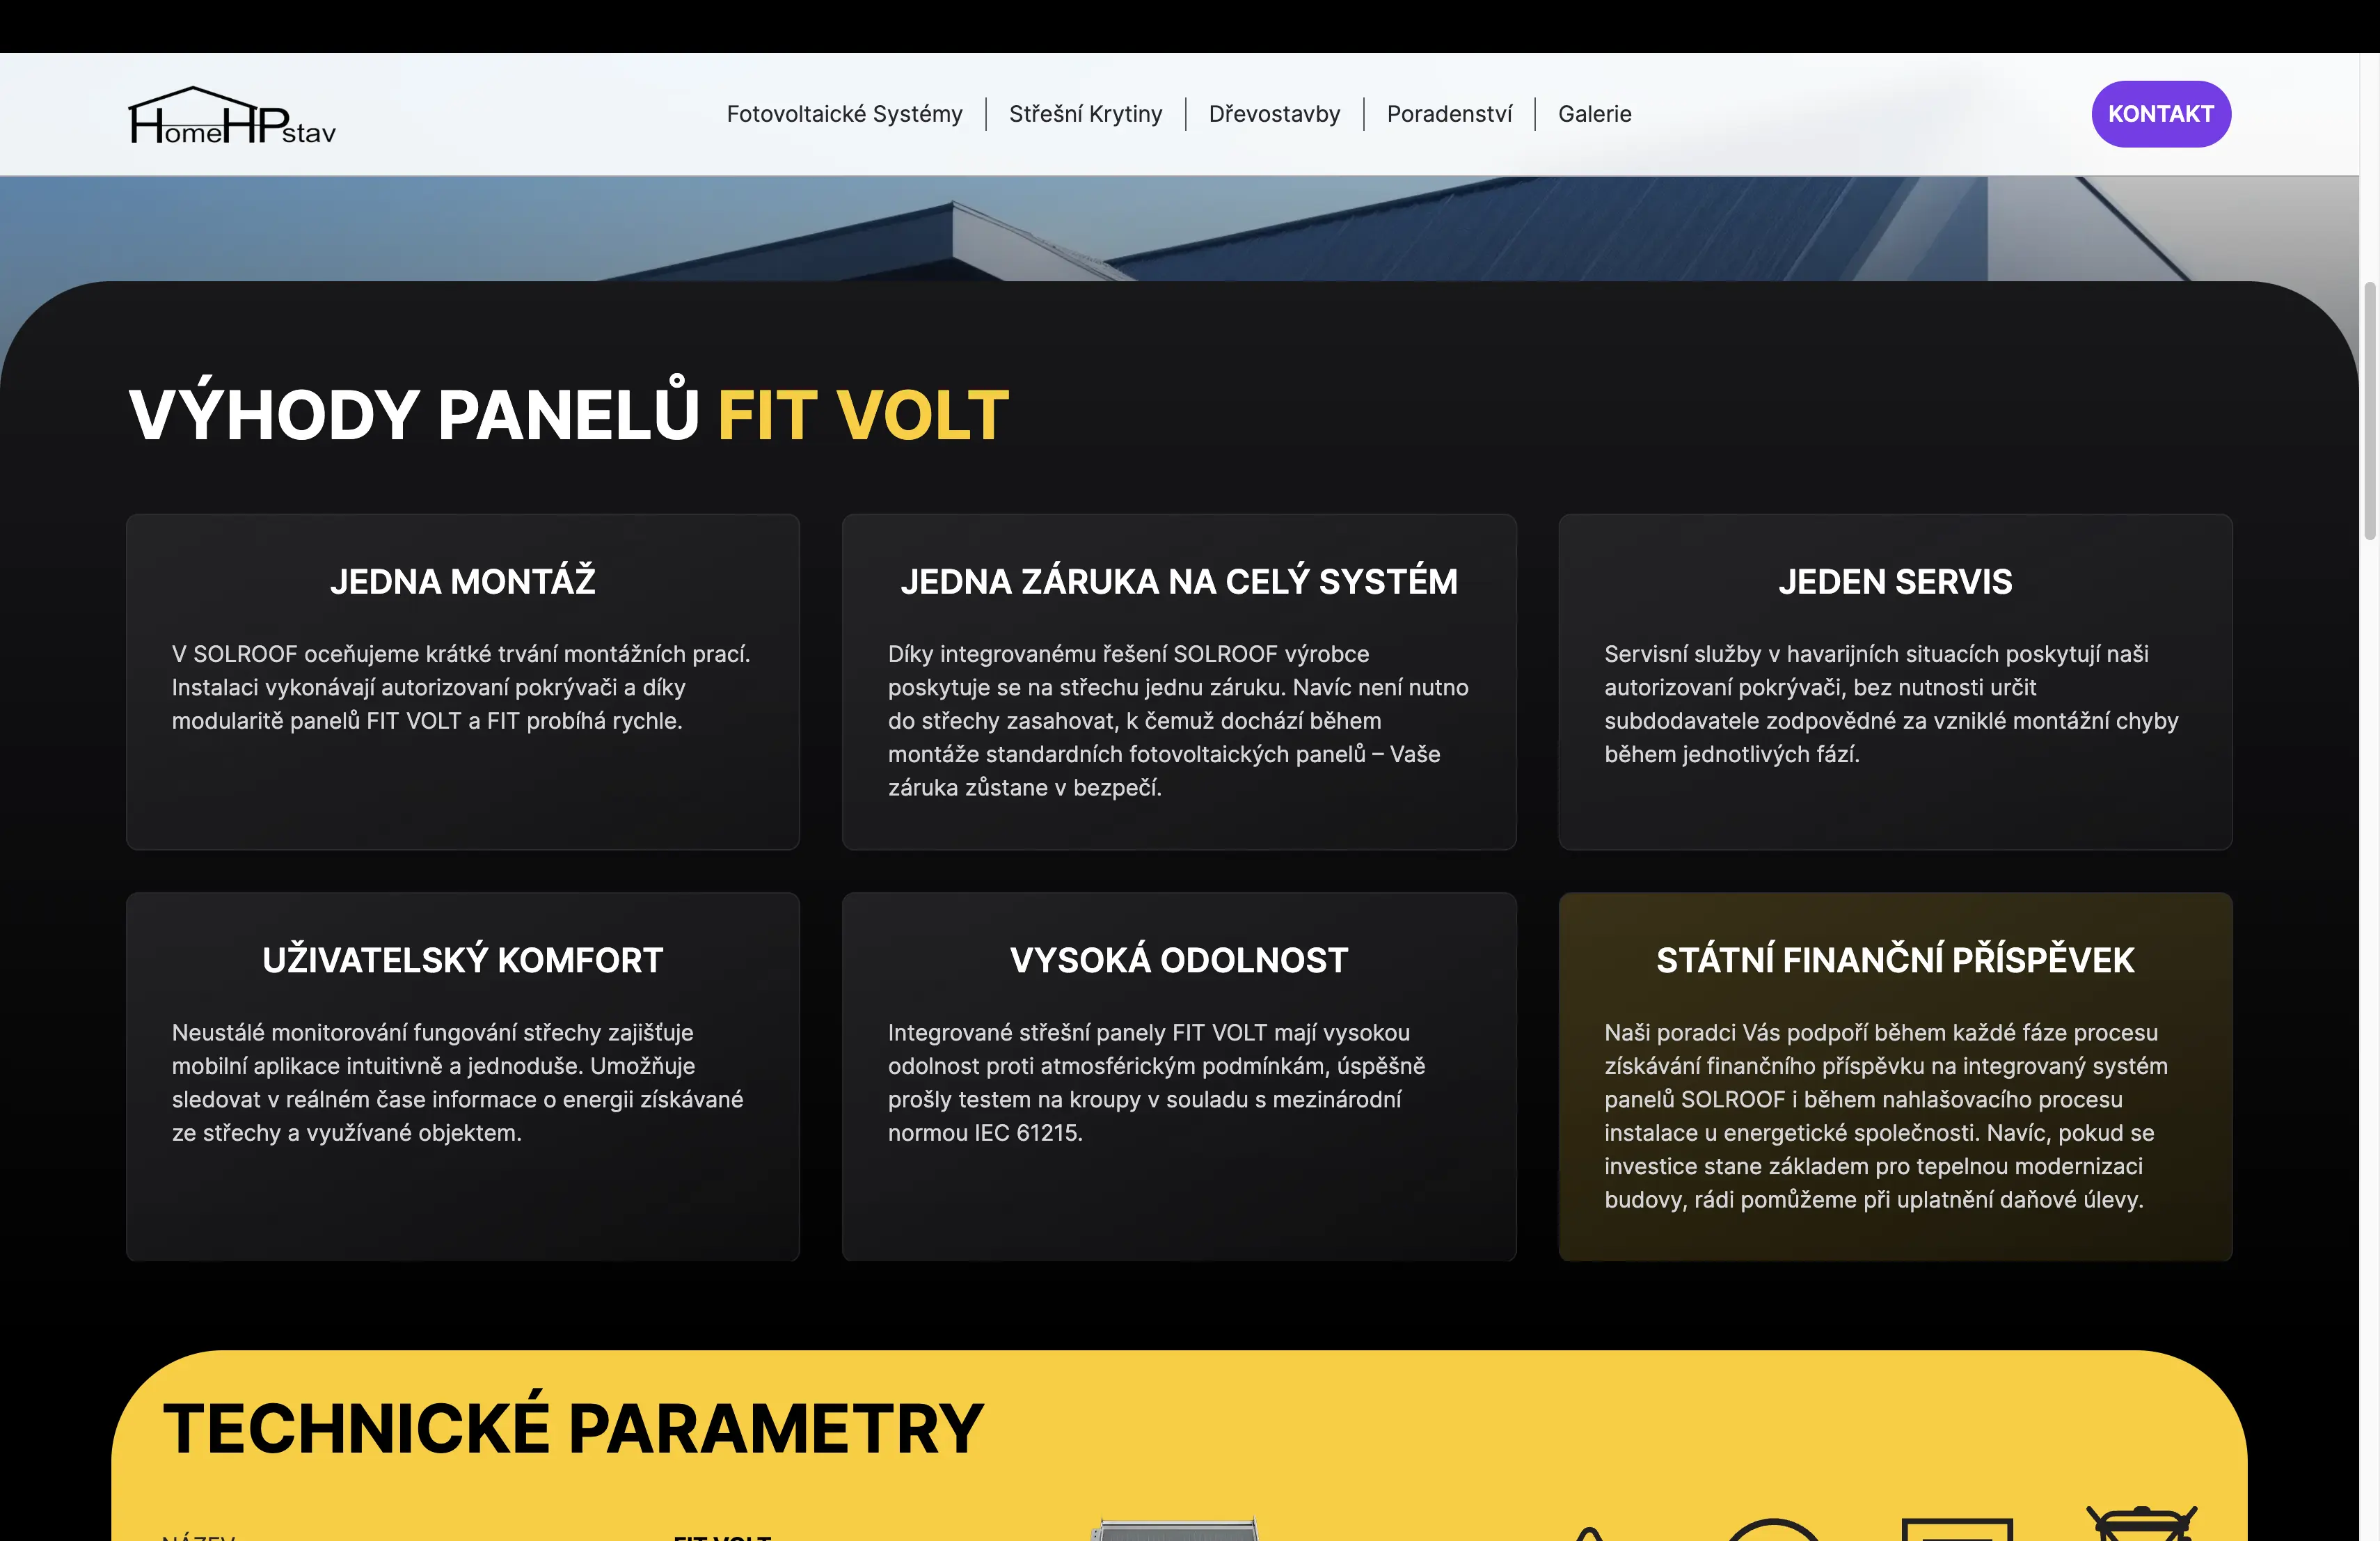 HomeHPstav
Fotovoltaické Systémy
Střešní Krytiny
Dřevostavby
Poradenství
Galerie
KONTAKT
VÝHODY PANELŮ FIT VOLT
JEDNA MONTÁŽ
V SOLROOF oceňujeme krátké trvání montážních prací.
Instalaci vykonávají autorizovaní pokrývači a díky
modularitě panelů FIT VOLT a FIT probíhá rychle.
JEDNA ZÁRUKA NA CELÝ SYSTÉM
Díky integrovanému řešení SOLROOF výrobce
poskytuje se na střechu jednu záruku. Navíc není nutno
do střechy zasahovat, k čemuž dochází během
montáže standardních fotovoltaických panelů – Vaše
záruka zůstane v bezpečí.
JEDEN SERVIS
Servisní služby v havarijních situacích poskytují naši
autorizovaní pokrývači, bez nutnosti určit
subdodavatele zodpovědné za vzniklé montážní chyby
během jednotlivých fází.
UŽIVATELSKÝ KOMFORT
Neustálé monitorování fungování střechy zajišťuje
mobilní aplikace intuitivně a jednoduše. Umožňuje
sledovat v reálném čase informace o energii získávané
ze střechy a využívané objektem.
VYSOKÁ ODOLNOST
Integrované střešní panely FIT VOLT mají vysokou
odolnost proti atmosférickým podmínkám, úspěšně
prošly testem na kroupy v souladu s mezinárodní
normou IEC 61215.
STÁTNÍ FINANČNÍ PŘÍSPĚVEK
Naši poradci Vás podpoří během každé fáze procesu
získávání finančního příspěvku na integrovaný systém
panelů SOLROOF i během nahlašovacího procesu
instalace u energetické společnosti. Navíc, pokud se
investice stane základem pro tepelnou modernizaci
budovy, rádi pomůžeme při uplatnění daňové úlevy.
TECHNICKÉ PARAMETRY
NÁZEV
FIT VOLT